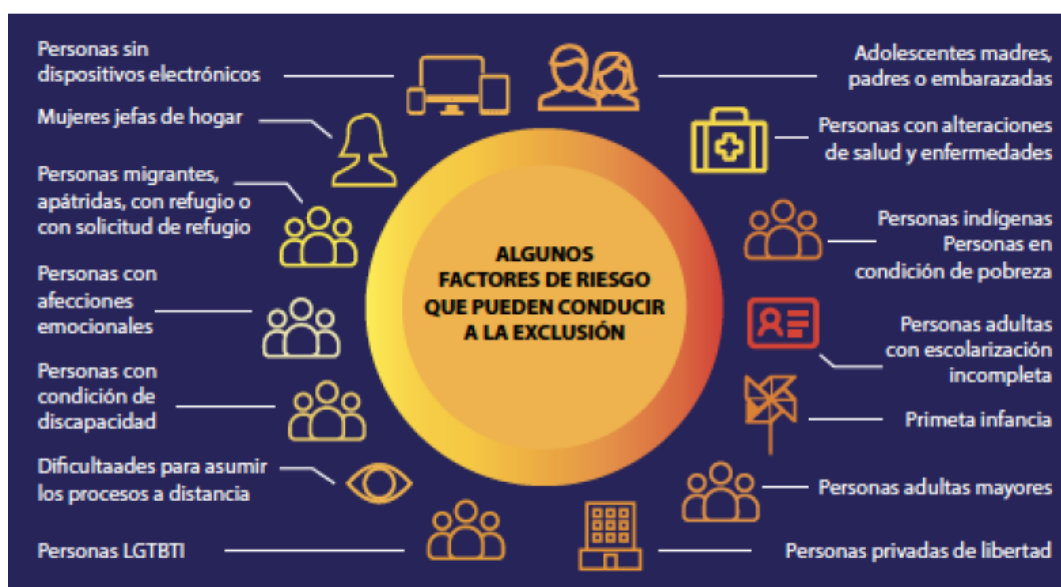 Personas sin
dispositivos electrónicos
Mujeres jefas de hogar
Personas migrantes,
apátridas, con refugio o
con solicitud de refugio
Personas con
afecciones
emocionales
Personas con
condición de
discapacidad
Dificultaades para asumir
los procesos a distancia
Personas LGTBTI
ALGUNOS
FACTORES DE RIESGO
QUE PUEDEN CONDUCIR
A LA EXCLUSIÓN
Adolescentes madres,
padres o embarazadas
Personas con alteraciones
de salud y enfermedades
Personas indígenas
Personas en
condición de pobreza
Personas adultas
con escolarización
incompleta
Primeta infancia
Personas adultas mayores
Personas privadas de libertad